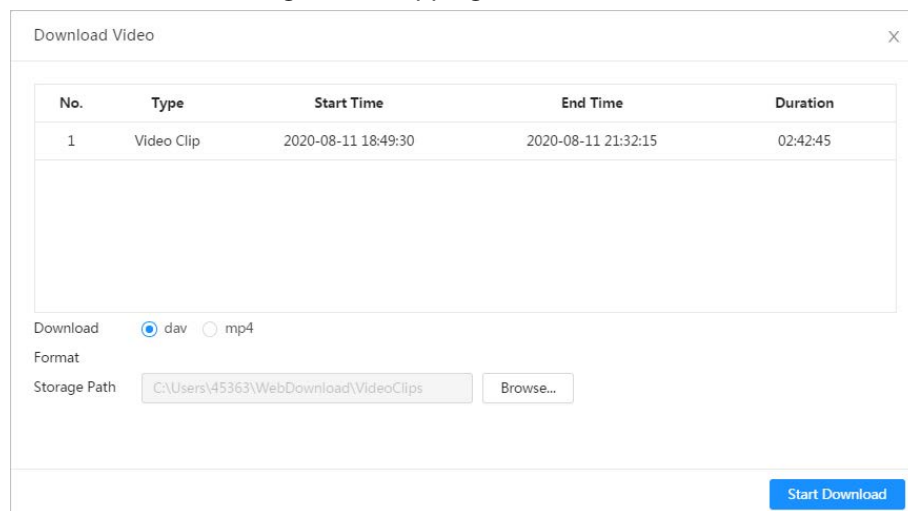 Download Video X
No. Type Start Time End Time Duration
1 Video Clip 2020-08-11 18:49:30 2020-08-11 21:32:15 02:42:45
Download dav mp4
Format
Storage Path C:\Users\45363\WebDownload\VideoClips Browse...
Start Download